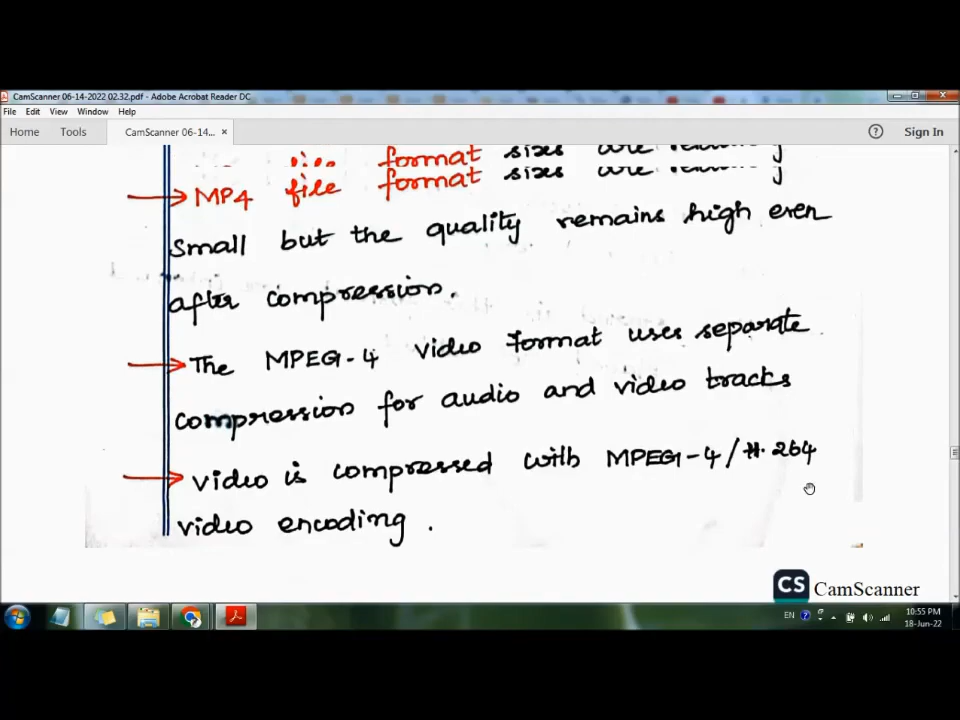 CamScanner 06-14-2022 02.32.pdf - Adobe Acrobat Reader DC
File Edit View Window Help
Home Tools CamScanner 06-14... × Sign In
format sizes are
MP4 file format sizes are
small but the quality remains high even
after compression.
The MPEG-4 video format uses separate
compression for audio and video tracks
video is compressed with MPEG-4/H.264
video encoding.
CS CamScanner
EN 10:55 PM
18-Jun-22